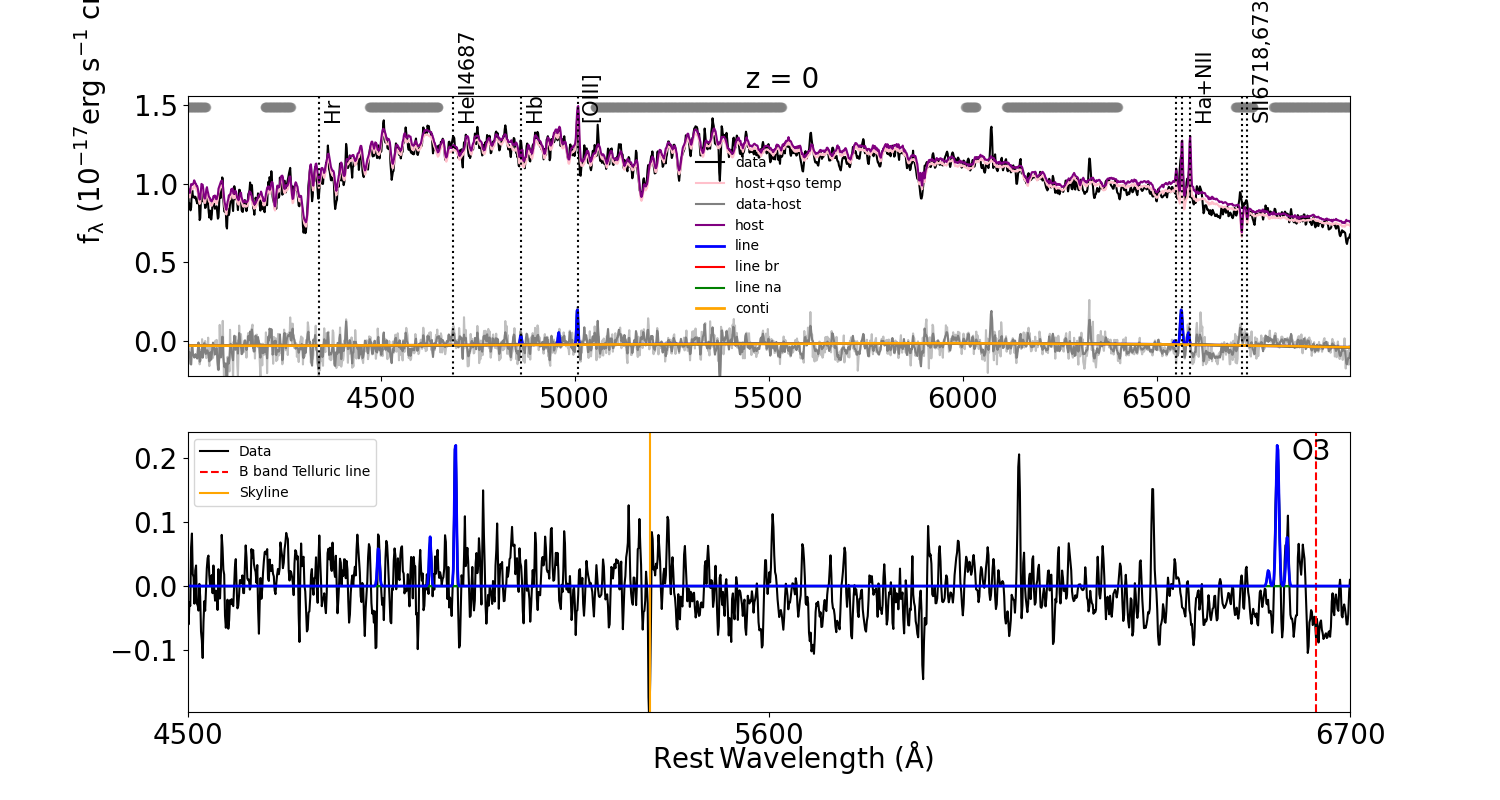 z = 0
f_λ (10^−17 erg s^−1
Hr
HeII4687
Hb
[OIII]
Ha+NII
SII6718,673
1.5
1.0
0.5
0.0
data
host+qso temp
data-host
host
line
line br
line na
conti
4500 5000 5500 6000 6500
0.2
0.1
0.0
−0.1
Data
B band Telluric line
Skyline
O3
4500 5600 6700
Rest Wavelength (Å)